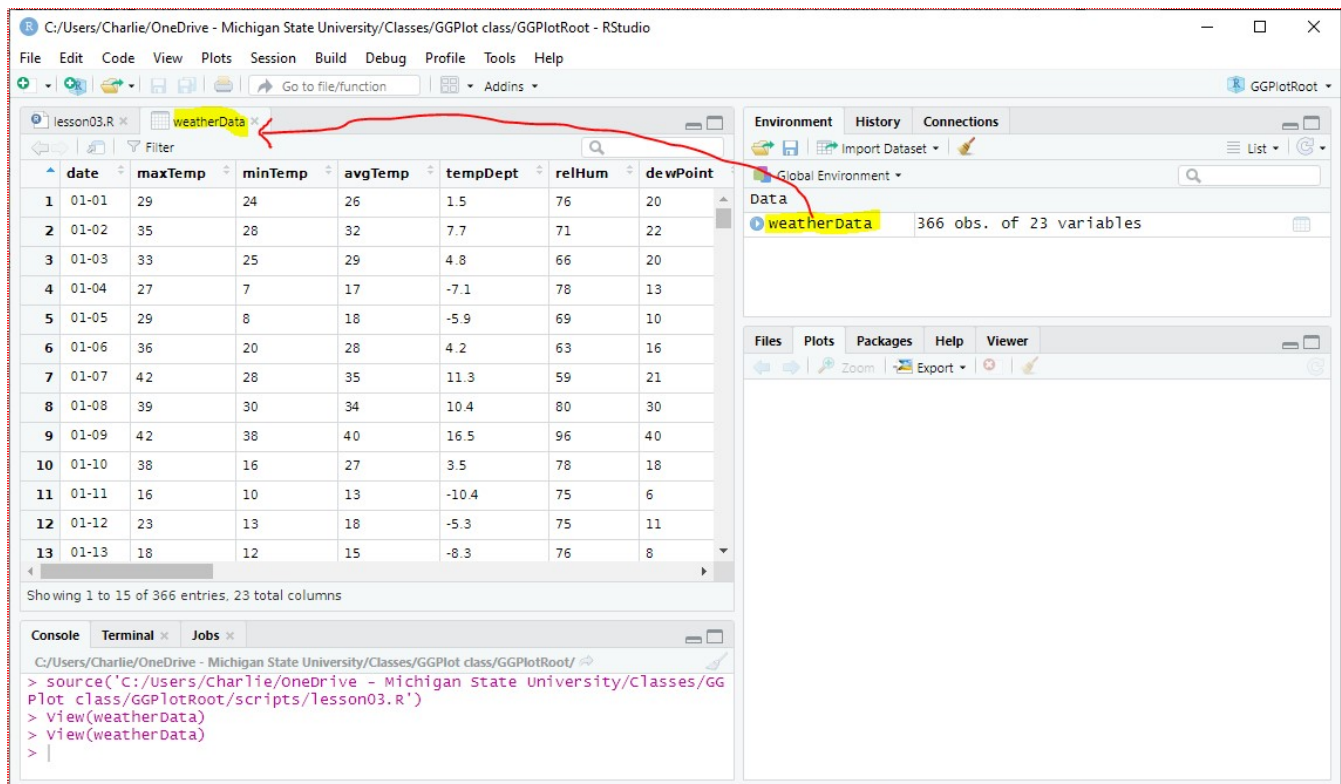 C:/Users/Charlie/OneDrive - Michigan State University/Classes/GGPlot class/GGPlotRoot - RStudio
File Edit Code View Plots Session Build Debug Profile Tools Help
Go to file/function Addins GGPlotRoot
lesson03.R weatherData
Filter
date maxTemp minTemp avgTemp tempDept relHum dewPoint
1 01-01 29 24 26 1.5 76 20
2 01-02 35 28 32 7.7 71 22
3 01-03 33 25 29 4.8 66 20
4 01-04 27 7 17 -7.1 78 13
5 01-05 29 8 18 -5.9 69 10
6 01-06 36 20 28 4.2 63 16
7 01-07 42 28 35 11.3 59 21
8 01-08 39 30 34 10.4 80 30
9 01-09 42 38 40 16.5 96 40
10 01-10 38 16 27 3.5 78 18
11 01-11 16 10 13 -10.4 75 6
12 01-12 23 13 18 -5.3 75 11
13 01-13 18 12 15 -8.3 76 8
Showing 1 to 15 of 366 entries, 23 total columns
Console Terminal Jobs
C:/Users/Charlie/OneDrive - Michigan State University/Classes/GGPlot class/GGPlotRoot/
> source('C:/Users/Charlie/OneDrive - Michigan State University/Classes/GG
Plot class/GGPlotRoot/scripts/lesson03.R')
> View(weatherData)
> View(weatherData)
>
Environment History Connections
Import Dataset List
Global Environment
Data
weatherData 366 obs. of 23 variables
Files Plots Packages Help Viewer
Zoom Export